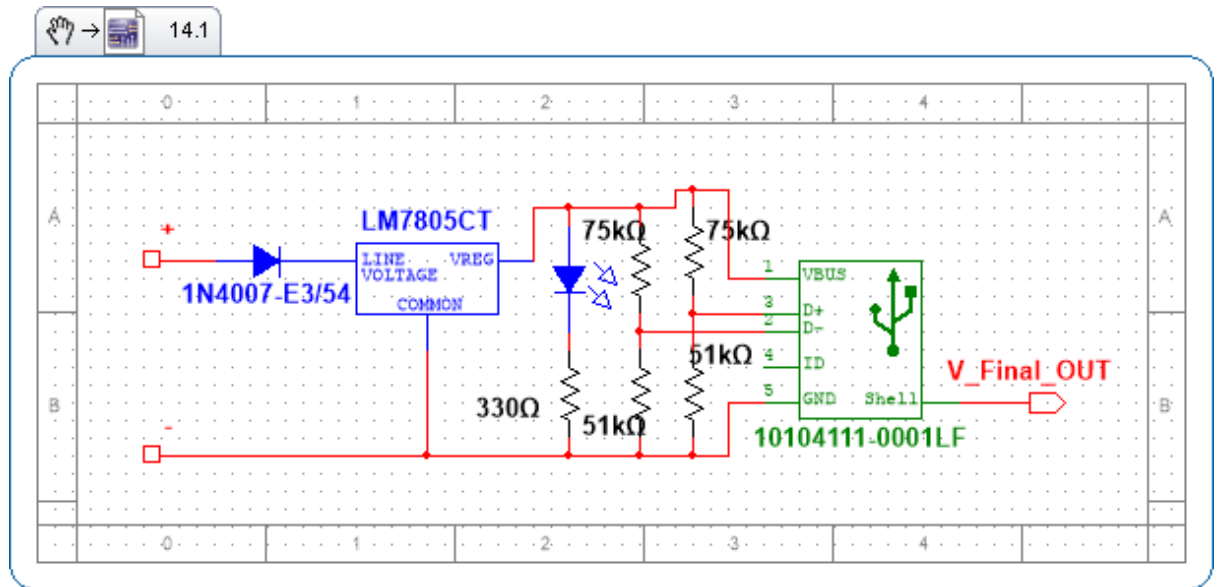 14.1
0 1 2 3 4
A A
+
LM7805CT
75kΩ 75kΩ
LINE VREG
VOLTAGE
COMMON
1N4007-E3/54
1 VBUS
3 D+
2 D-
51kΩ
4 ID
V_Final_OUT
B B
330Ω
51kΩ
5 GND Shell
10104111-0001LF
-
0 1 2 3 4